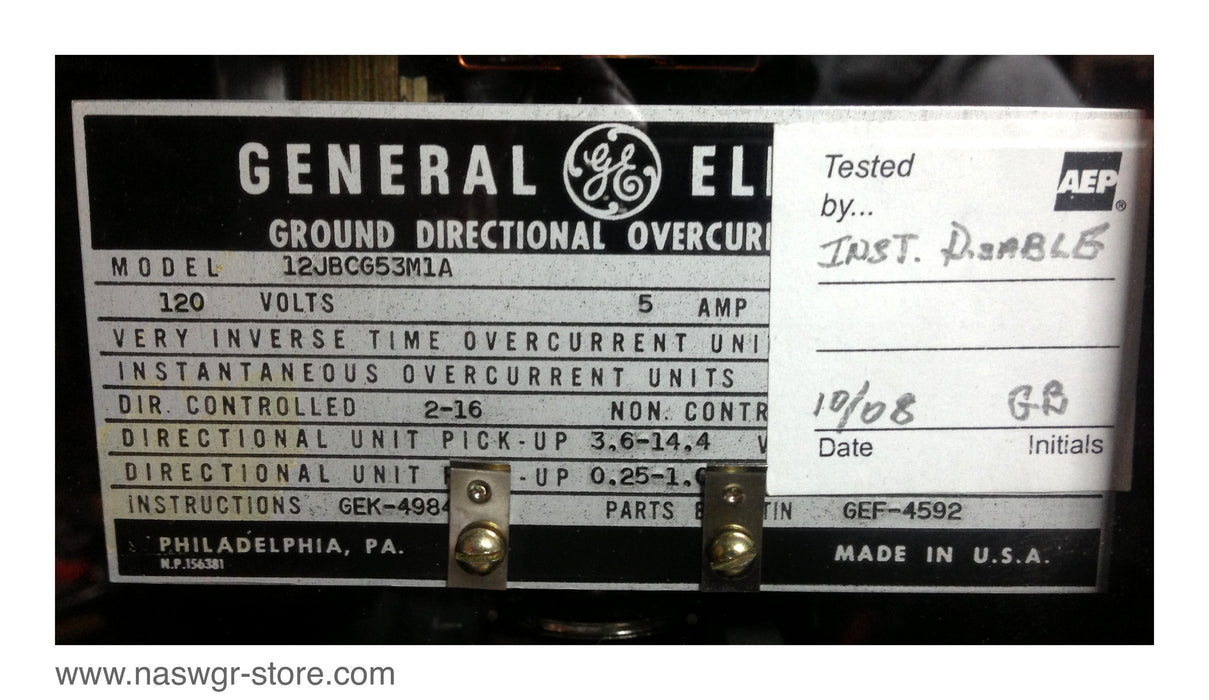 GENERAL GE ELE
GROUND DIRECTIONAL OVERCUR
MODEL 12JBCG53M1A
120 VOLTS 5 AMP
VERY INVERSE TIME OVERCURRENT UNI
INSTANTANEOUS OVERCURRENT UNITS
DIR. CONTROLLED 2-16 NON. CONTR
DIRECTIONAL UNIT PICK-UP 3.6-14.4 V
DIRECTIONAL UNIT -UP 0.25-1.
INSTRUCTIONS GEK-4984 PARTS GEF-4592
PHILADELPHIA, PA. MADE IN U.S.A.
N.P.156381
Tested
by...
AEP®
INST. DISABLE
10/08 GB
Date Initials
www.naswgr-store.com